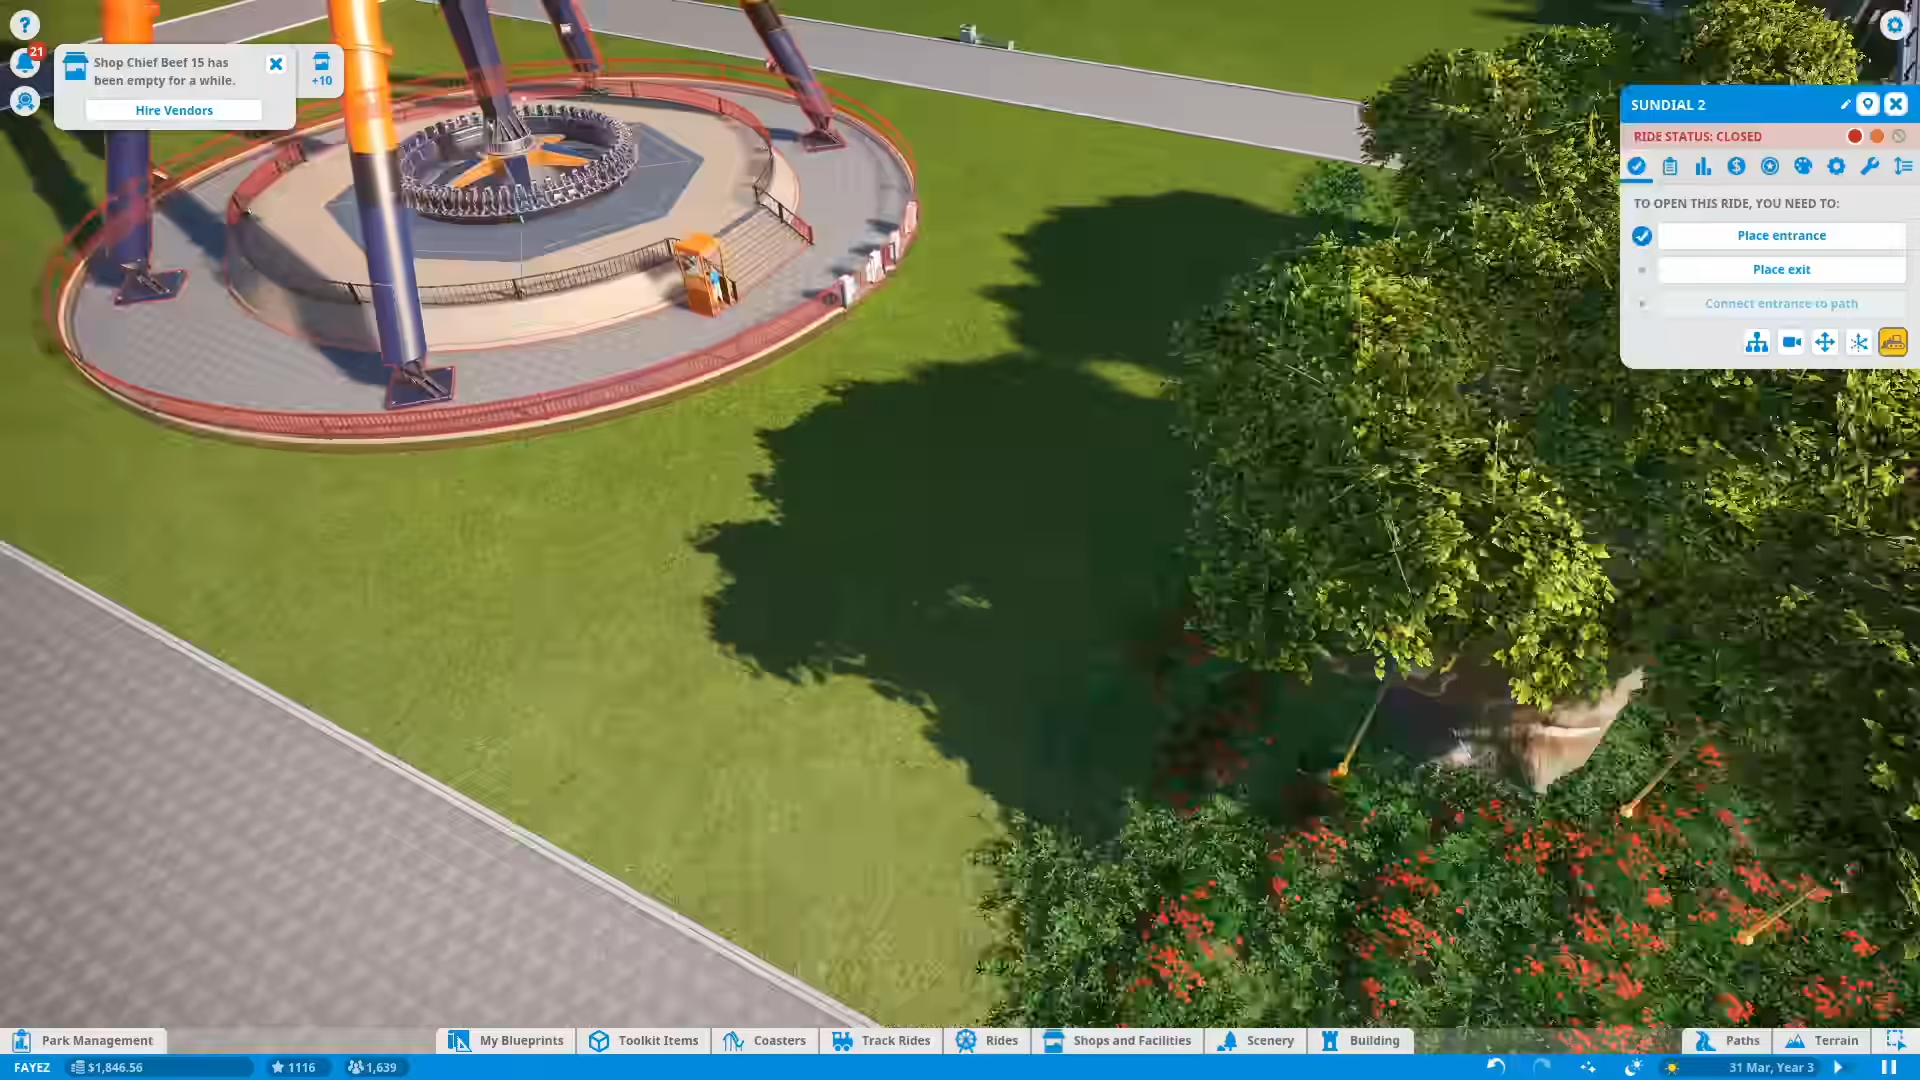 ?
21
Shop Chief Beef 15 has
been empty for a while.
Hire Vendors
+10
SUNDIAL 2
RIDE STATUS: CLOSED
TO OPEN THIS RIDE, YOU NEED TO:
Place entrance
Place exit
Connect entrance to path
Park Management
My Blueprints
Toolkit Items
Coasters
Track Rides
Rides
Shops and Facilities
Scenery
Building
Paths
Terrain
FAYEZ
$1,846.56
1116
1,639
31 Mar, Year 3